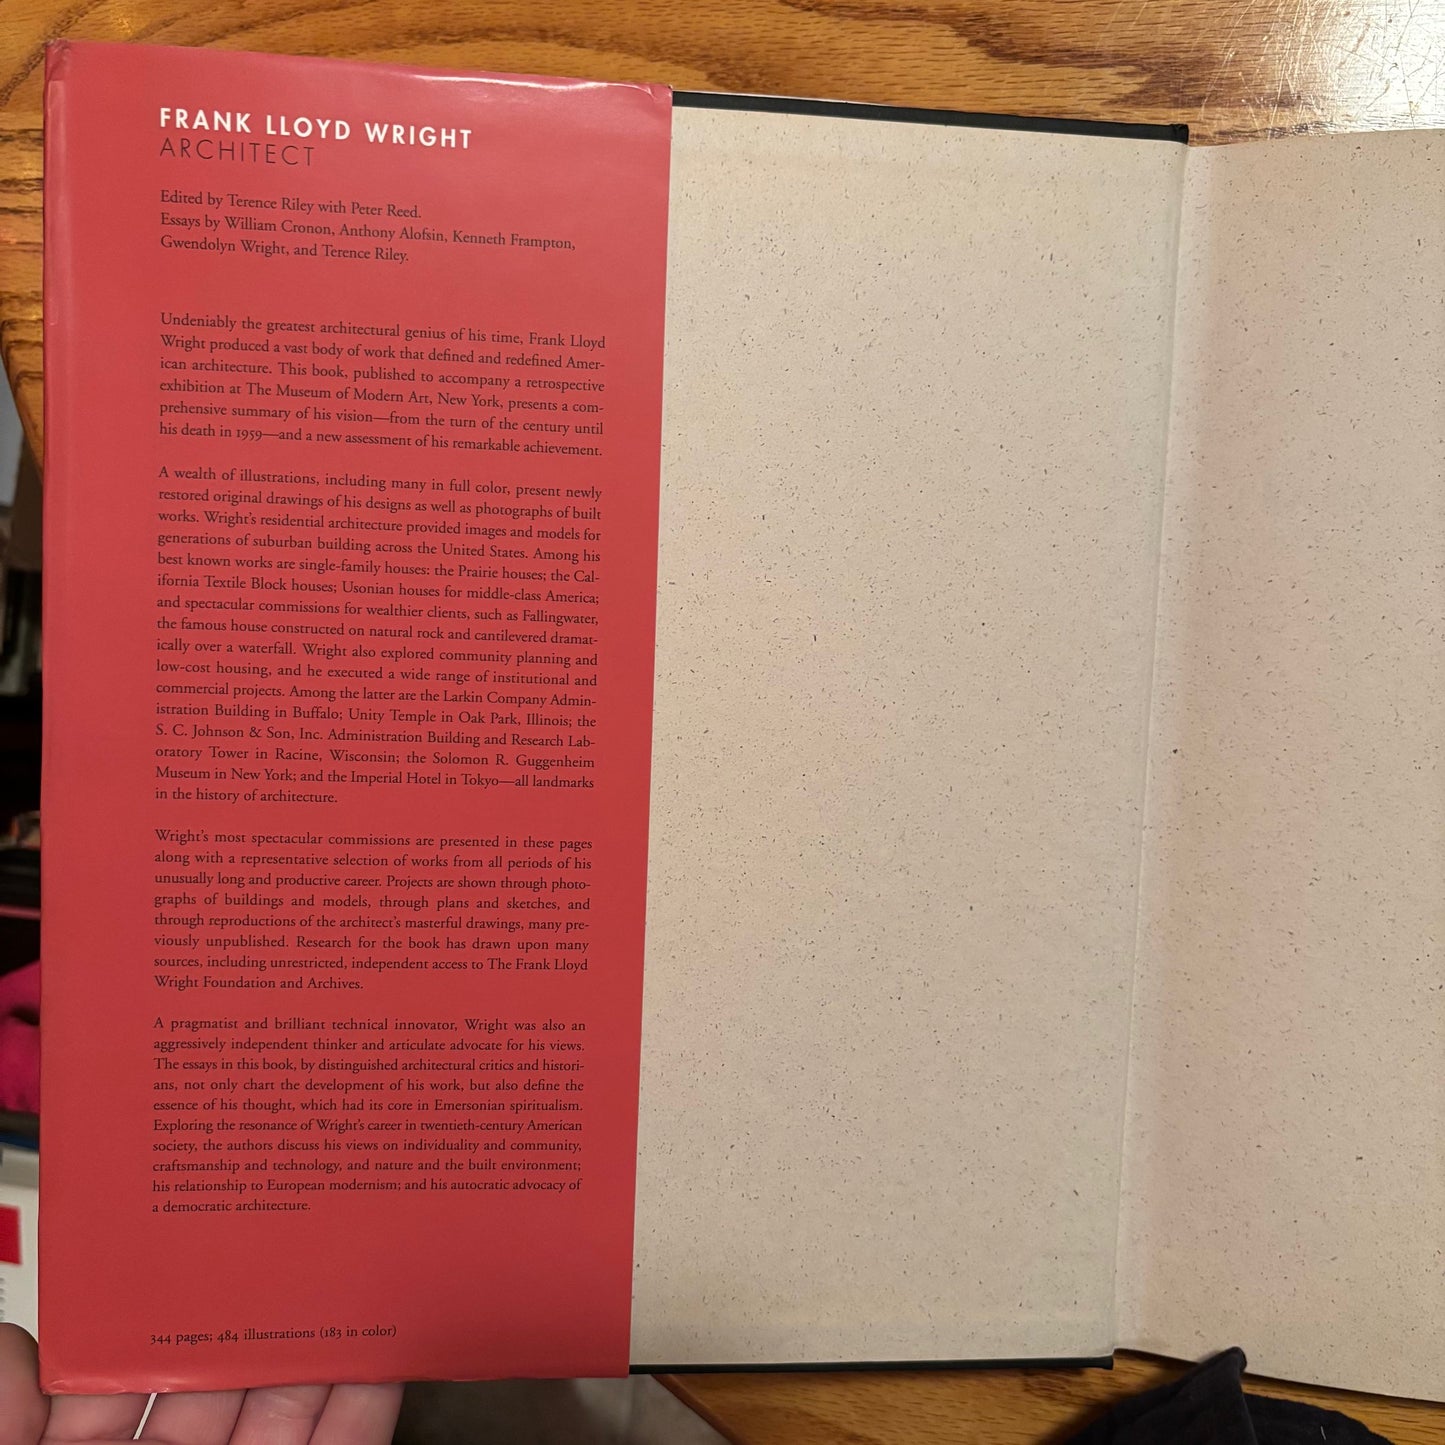 FRANK LLOYD WRIGHT
ARCHITECT
Edited by Terence Riley with Peter Reed.
Essays by William Cronon, Anthony Alofsin, Kenneth Frampton,
Gwendolyn Wright, and Terence Riley.
Undeniably the greatest architectural genius of his time, Frank Lloyd
Wright produced a vast body of work that defined and redefined Amer-
ican architecture. This book, published to accompany a retrospective
exhibition at The Museum of Modern Art, New York, presents a com-
prehensive summary of his vision—from the turn of the century until
his death in 1959—and a new assessment of his remarkable achievement.
A wealth of illustrations, including many in full color, present newly
restored original drawings of his designs as well as photographs of built
works. Wright's residential architecture provided images and models for
generations of suburban building across the United States. Among his
best known works are single-family houses: the Prairie houses; the Cal-
ifornia Textile Block houses; Usonian houses for middle-class America;
and spectacular commissions for wealthier clients, such as Fallingwater,
the famous house constructed on natural rock and cantilevered dramat-
ically over a waterfall. Wright also explored community planning and
low-cost housing, and he executed a wide range of institutional and
commercial projects. Among the latter are the Larkin Company Admin-
istration Building in Buffalo; Unity Temple in Oak Park, Illinois; the
S. C. Johnson & Son, Inc. Administration Building and Research Lab-
oratory Tower in Racine, Wisconsin; the Solomon R. Guggenheim
Museum in New York; and the Imperial Hotel in Tokyo—all landmarks
in the history of architecture.
Wright's most spectacular commissions are presented in these pages
along with a representative selection of works from all periods of his
unusually long and productive career. Projects are shown through photo-
graphs of buildings and models, through plans and sketches, and
through reproductions of the architect's masterful drawings, many pre-
viously unpublished. Research for the book has drawn upon many
sources, including unrestricted, independent access to The Frank Lloyd
Wright Foundation and Archives.
A pragmatist and brilliant technical innovator, Wright was also an
aggressively independent thinker and articulate advocate for his views.
The essays in this book, by distinguished architectural critics and histori-
ans, not only chart the development of his work, but also define the
essence of his thought, which had its core in Emersonian spiritualism.
Exploring the resonance of Wright's career in twentieth-century American
society, the authors discuss his views on individuality and community,
craftsmanship and technology, and nature and the built environment;
his relationship to European modernism; and his autocratic advocacy of
a democratic architecture.
344 pages; 484 illustrations (183 in color)